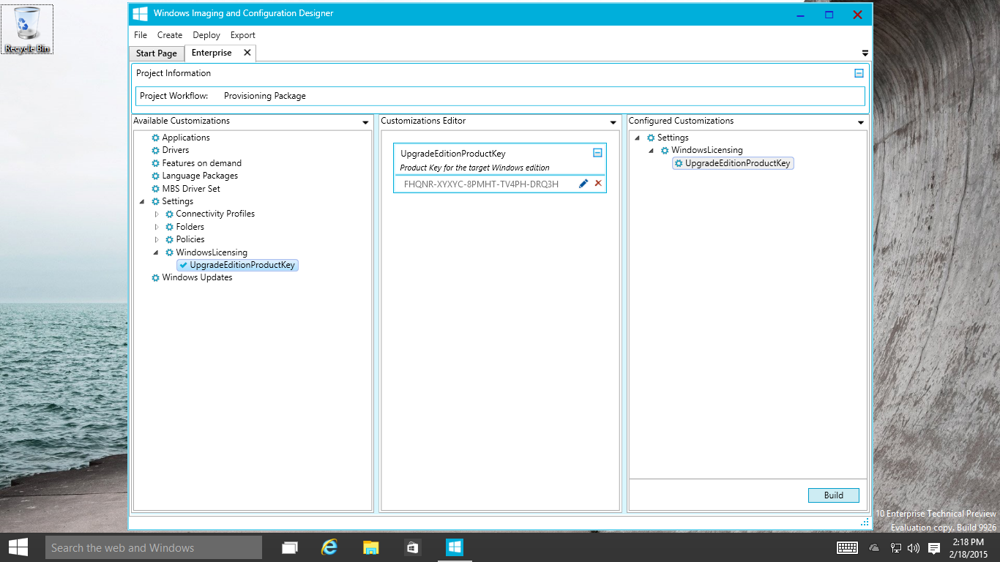 Recycle Bin
Windows Imaging and Configuration Designer
File Create Deploy Export
Start Page Enterprise
Project Information
Project Workflow: Provisioning Package
Available Customizations
Applications
Drivers
Features on demand
Language Packages
MBS Driver Set
Settings
Connectivity Profiles
Folders
Policies
WindowsLicensing
UpgradeEditionProductKey
Windows Updates
Customizations Editor
UpgradeEditionProductKey
Product Key for the target Windows edition
FHQNR-XYXYC-8PMHT-TV4PH-DRQ3H
Configured Customizations
Settings
WindowsLicensing
UpgradeEditionProductKey
Build
10 Enterprise Technical Preview
Evaluation copy. Build 9926
Search the web and Windows
2:18 PM
2/18/2015